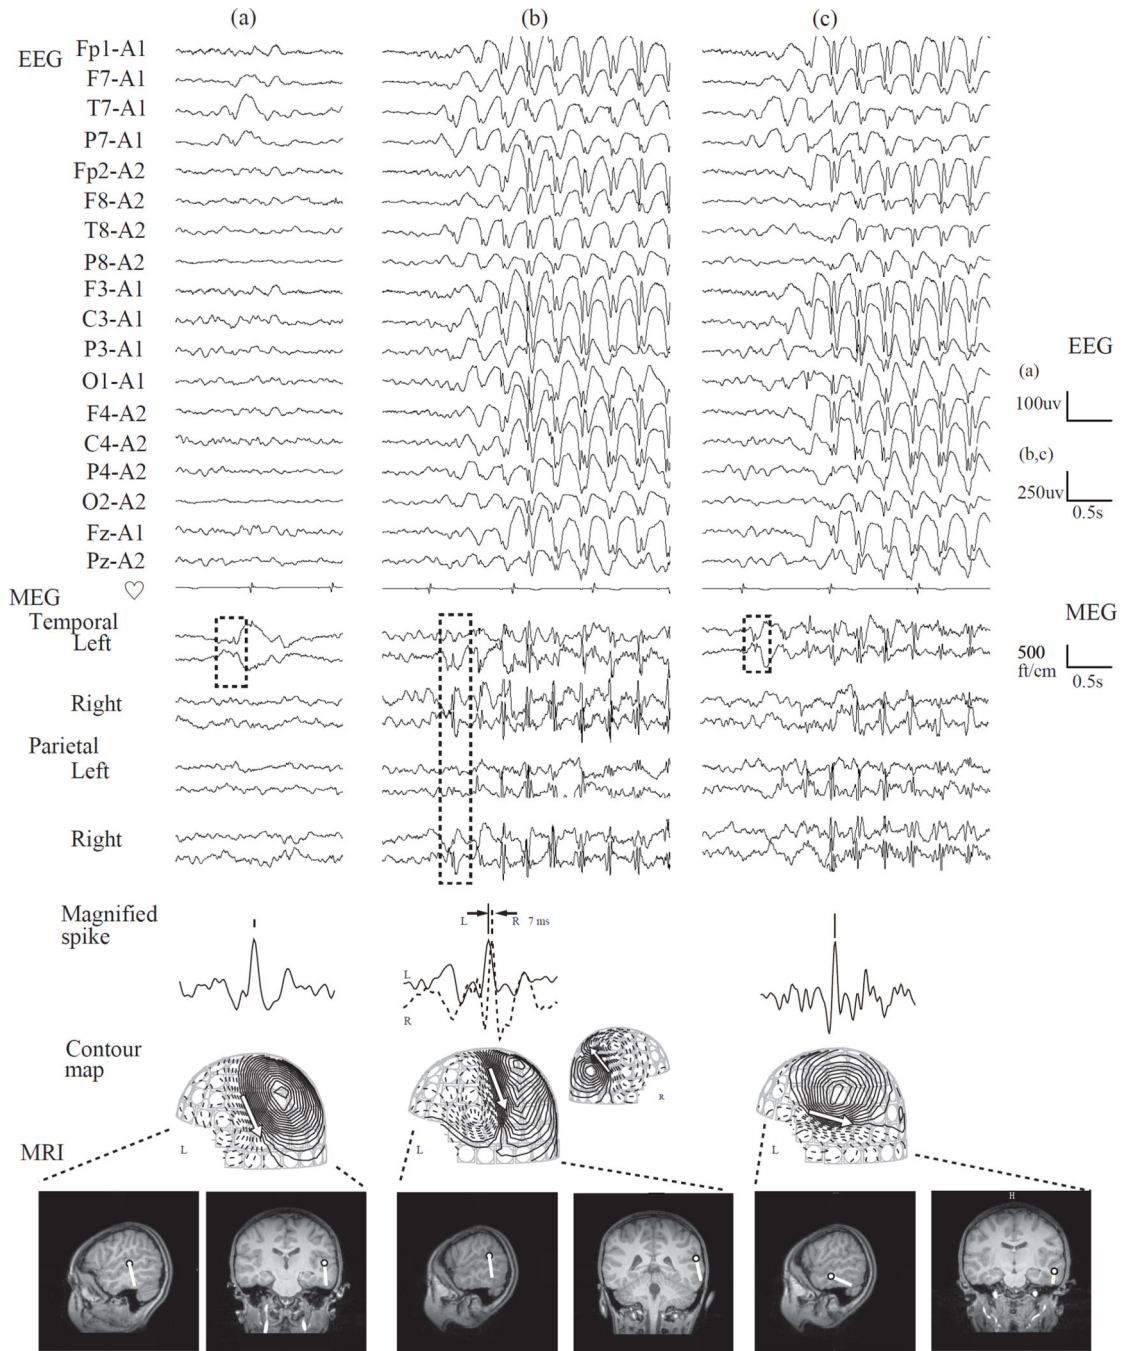 (a) (b) (c)
EEG
Fp1-A1
F7-A1
T7-A1
P7-A1
Fp2-A2
F8-A2
T8-A2
P8-A2
F3-A1
C3-A1
P3-A1
O1-A1
F4-A2
C4-A2
P4-A2
O2-A2
Fz-A1
Pz-A2
EEG
(a)
100uv
(b,c)
250uv
0.5s
MEG ♡
Temporal
Left
Right
Parietal
Left
Right
MEG
500
ft/cm
0.5s
Magnified
spike
L R 7 ms
L
R
Contour
map
L
L
R
L
MRI
H